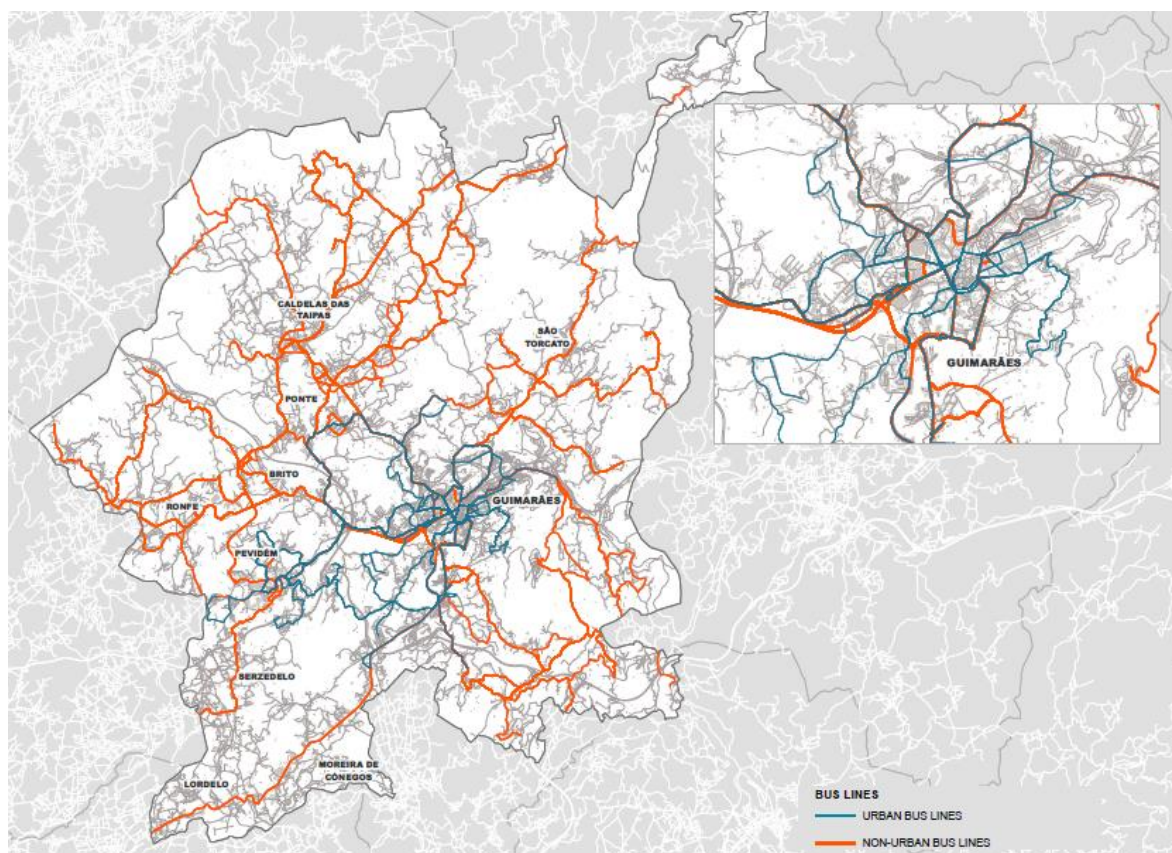 CALDELAS DAS
TAIPAS
SÃO
TORCATO
PONTE
BRITO
GUIMARÃES
RONFE
PEVIDÉM
SERZEDELO
MOREIRA DE
CÓNEGOS
LORDELO
GUIMARÃES
BUS LINES
URBAN BUS LINES
NON-URBAN BUS LINES